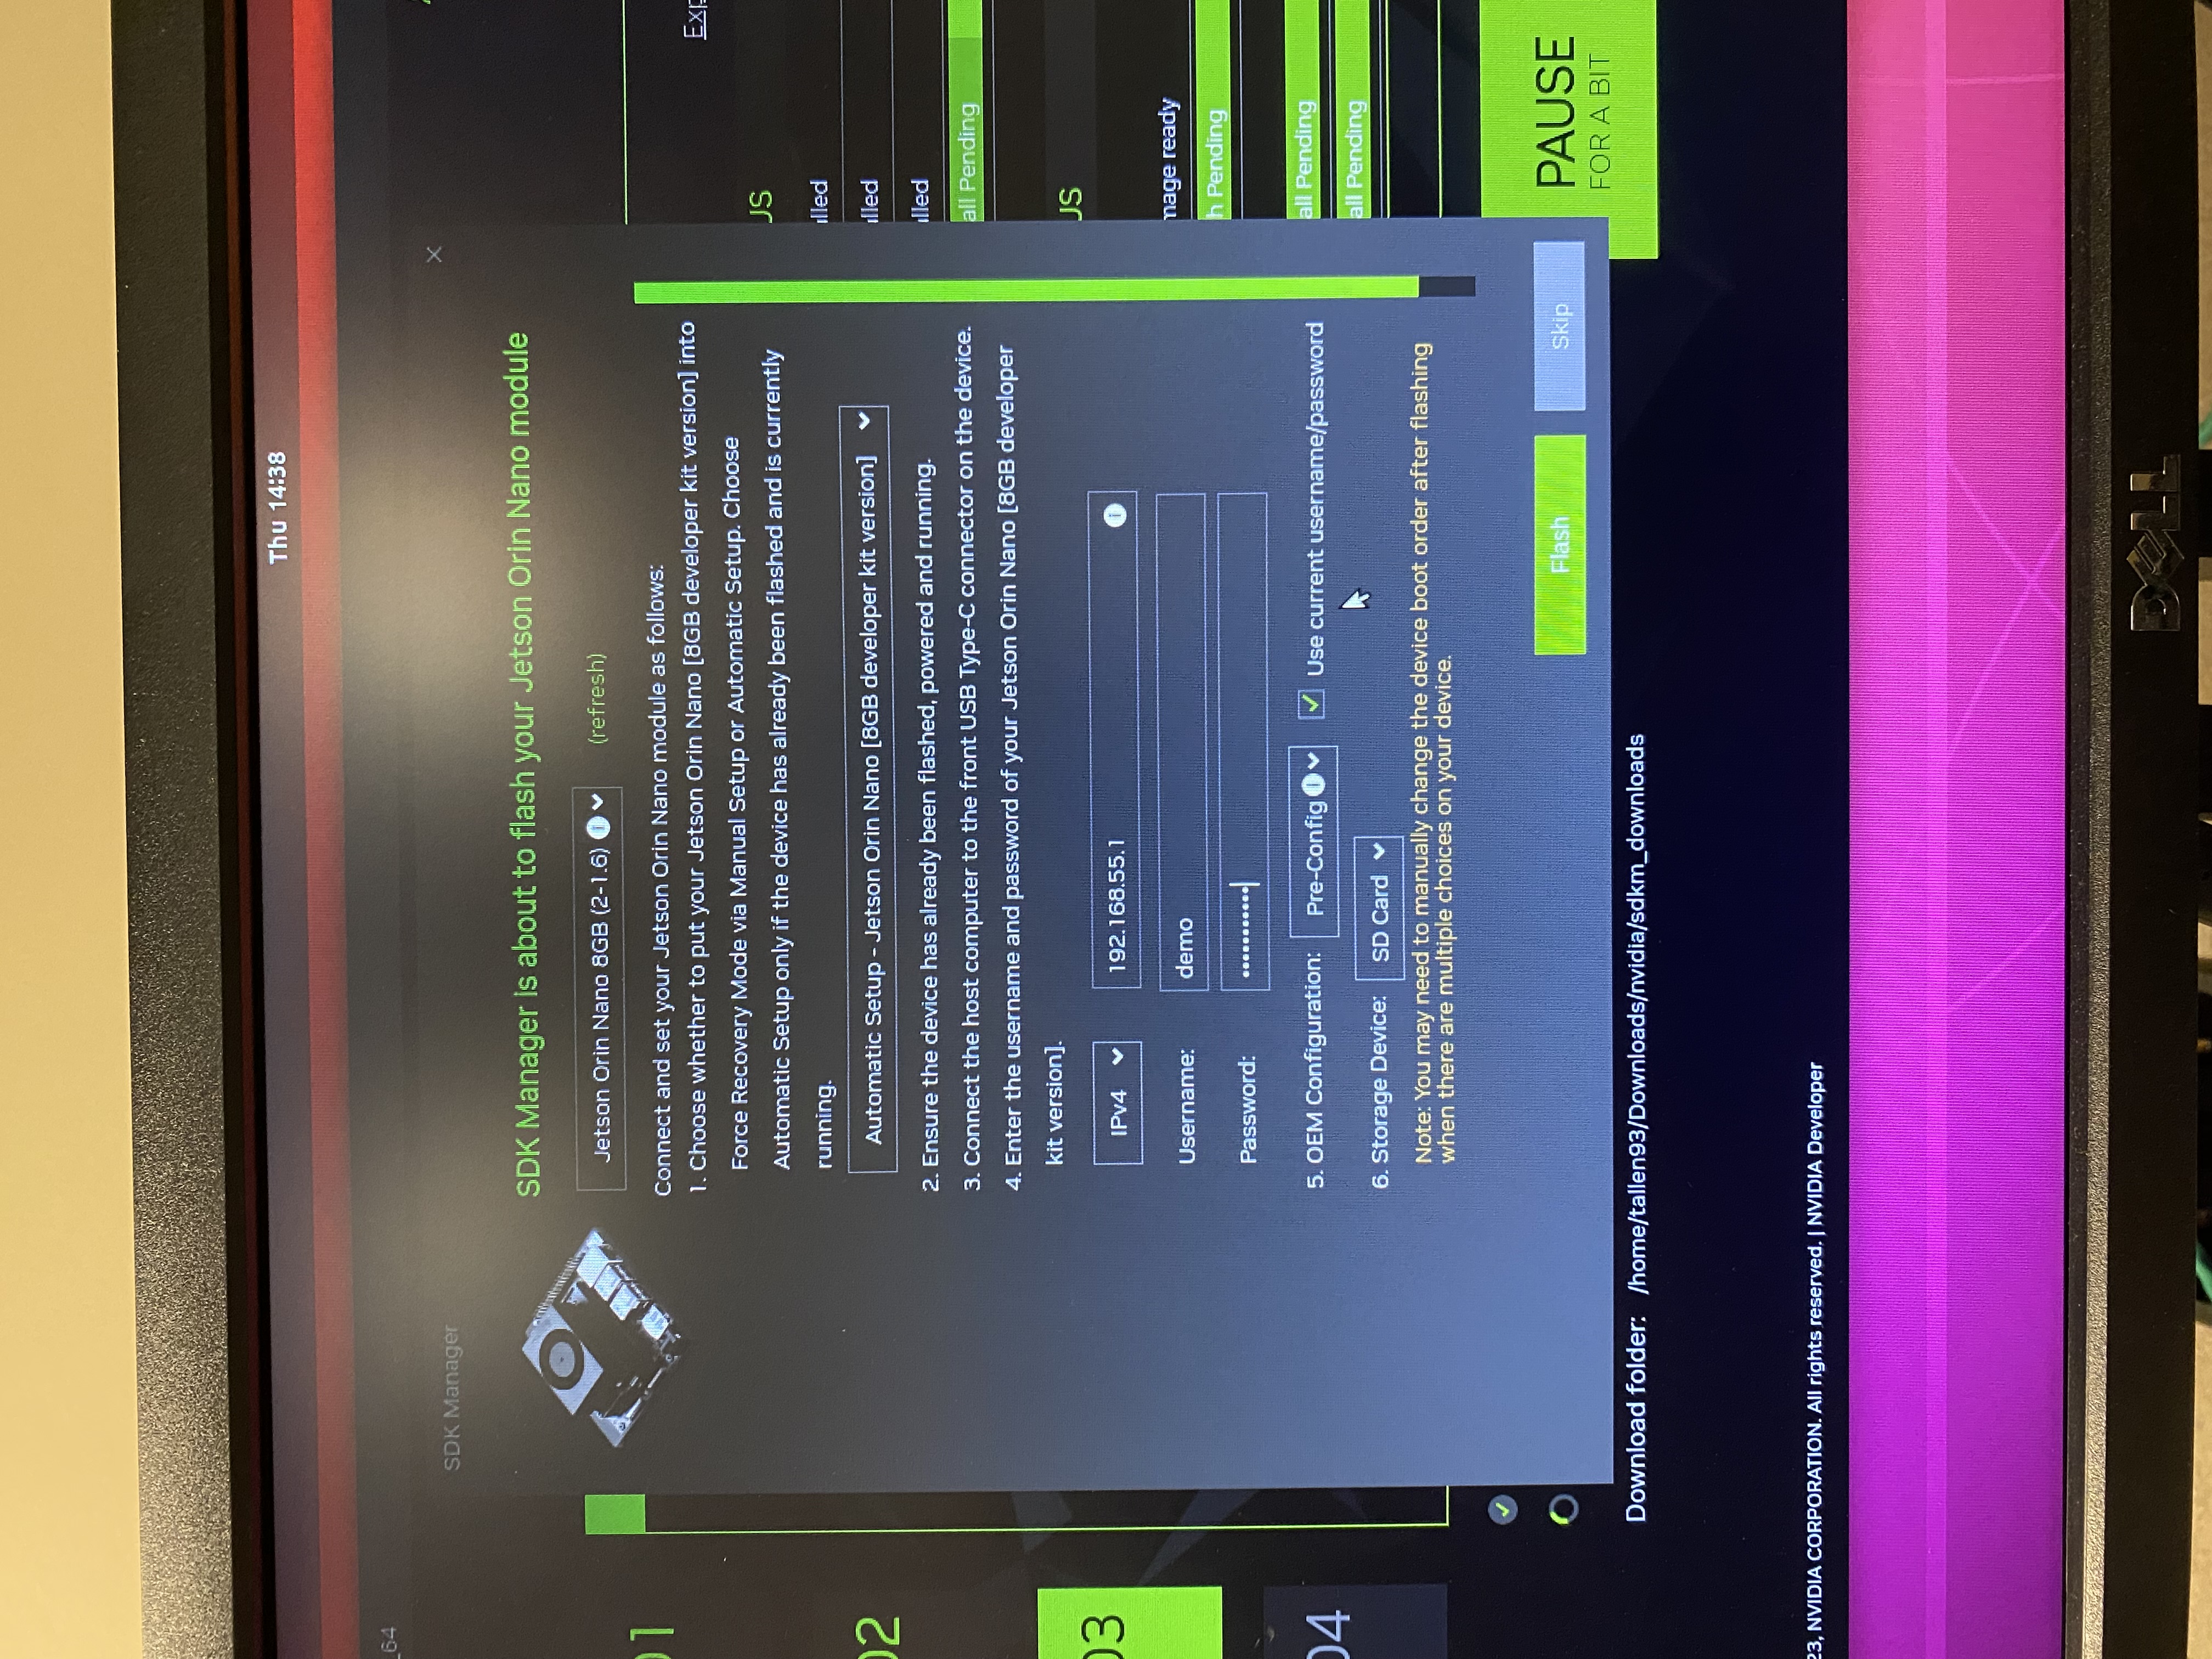 Thu 14:38
_64
SDK Manager
SDK Manager is about to flash your Jetson Orin Nano module
Jetson Orin Nano 8GB (2-1.6)
(refresh)
Connect and set your Jetson Orin Nano module as follows:
1. Choose whether to put your Jetson Orin Nano [8GB developer kit version] into
Force Recovery Mode via Manual Setup or Automatic Setup. Choose
Automatic Setup only if the device has already been flashed and is currently
running.
Automatic Setup - Jetson Orin Nano [8GB developer kit version]
2. Ensure the device has already been flashed, powered and running.
3. Connect the host computer to the front USB Type-C connector on the device.
4. Enter the username and password of your Jetson Orin Nano [8GB developer
kit version].
IPv4
192.168.55.1
Username:
demo
Password:
•••••••••••
5. OEM Configuration:
Pre-Config
Use current username/password
6. Storage Device:
SD Card
Note: You may need to manually change the device boot order after flashing
when there are multiple choices on your device.
Flash
Skip
01
02
03
04
Exp
US
lled
lled
lled
all Pending
US
mage ready
h Pending
all Pending
all Pending
PAUSE
FOR A BIT
Download folder: /home/tallen93/Downloads/nvidia/sdkm_downloads
23, NVIDIA CORPORATION. All rights reserved. | NVIDIA Developer
DELL